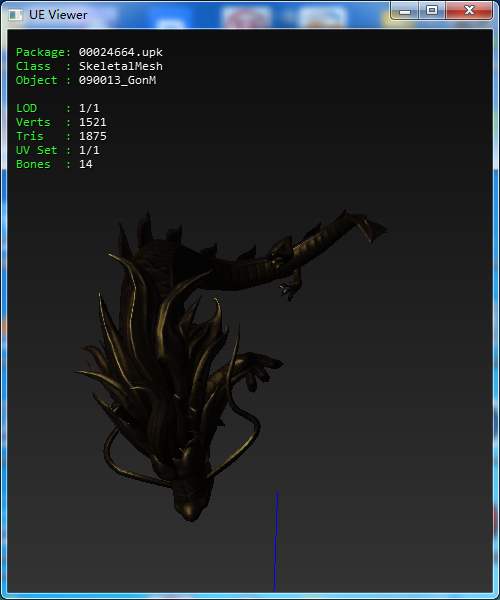 UE Viewer
Package: 00024664.upk
Class  : SkeletalMesh
Object : 090013_GonM
LOD    : 1/1
Verts  : 1521
Tris   : 1875
UV Set : 1/1
Bones  : 14